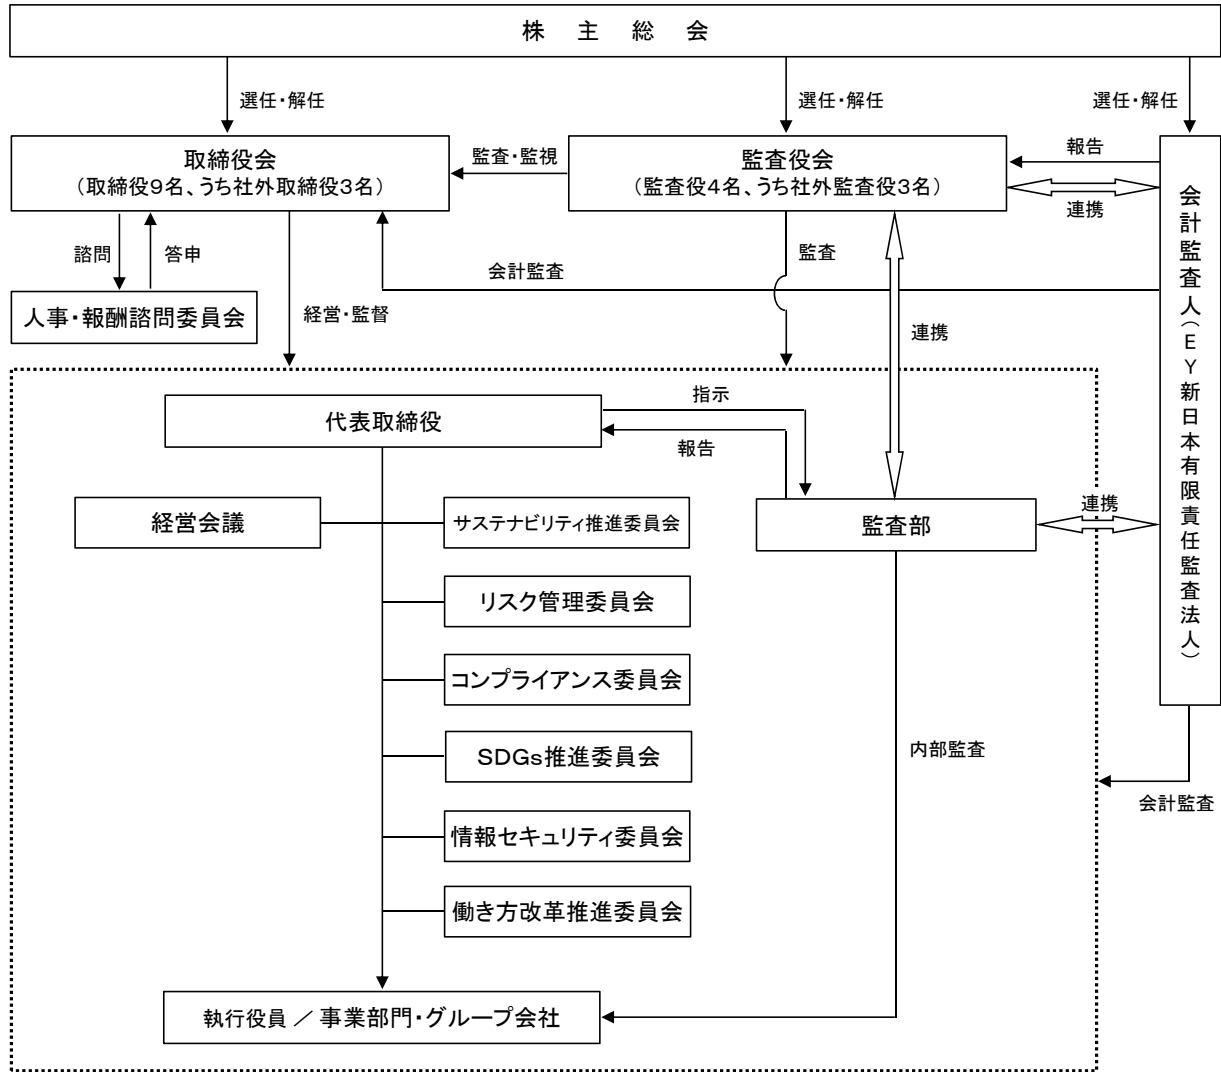 株　主　総　会
選任・解任
選任・解任
選任・解任
取締役会
（取締役9名、うち社外取締役3名）
監査・監視
監査役会
（監査役4名、うち社外監査役3名）
報告
連携
会計監査人（ＥＹ新日本有限責任監査法人）
諮問
答申
会計監査
監査
人事・報酬諮問委員会
経営・監督
連携
代表取締役
指示
報告
経営会議
サステナビリティ推進委員会
監査部
連携
リスク管理委員会
コンプライアンス委員会
SDGs推進委員会
内部監査
会計監査
情報セキュリティ委員会
働き方改革推進委員会
執行役員 ／ 事業部門・グループ会社